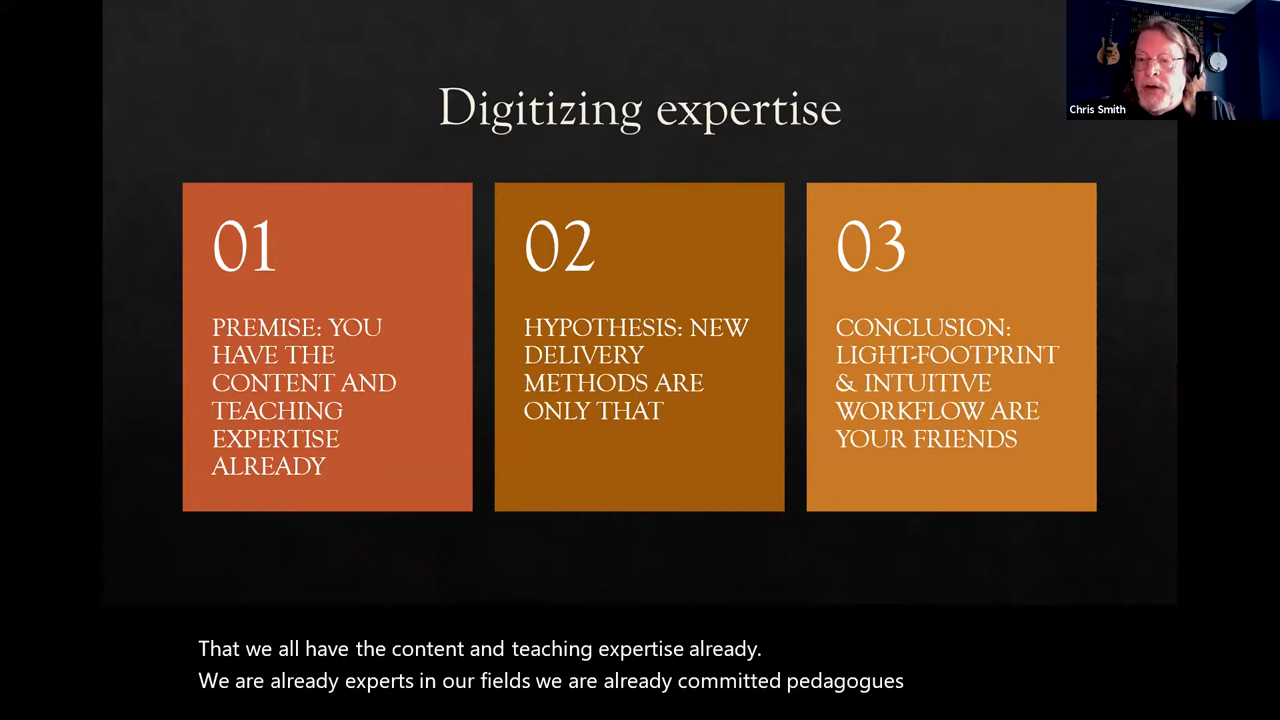 Digitizing expertise
Chris Smith
01
PREMISE: YOU
HAVE THE
CONTENT AND
TEACHING
EXPERTISE
ALREADY
02
HYPOTHESIS: NEW
DELIVERY
METHODS ARE
ONLY THAT
03
CONCLUSION:
LIGHT-FOOTPRINT
& INTUITIVE
WORKFLOW ARE
YOUR FRIENDS
That we all have the content and teaching expertise already.
We are already experts in our fields we are already committed pedagogues